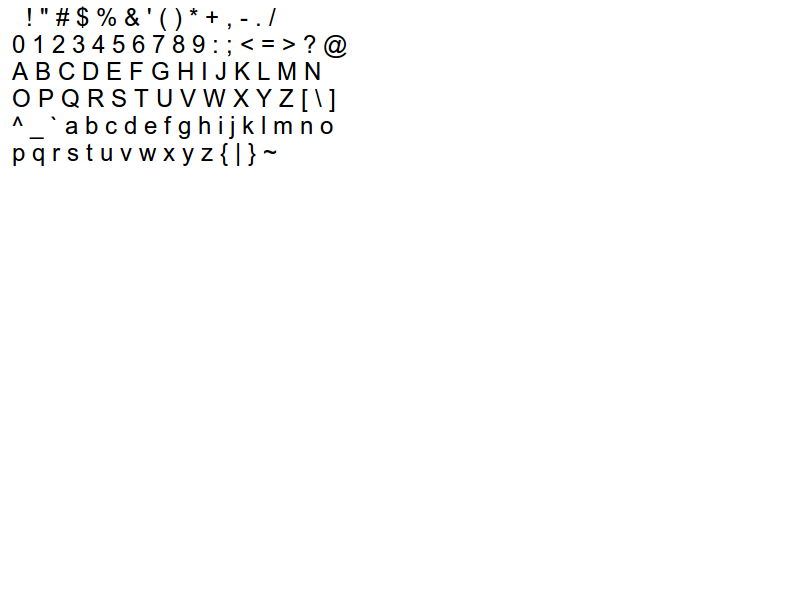 ! " # $ % & ' ( ) * + , - . /
0 1 2 3 4 5 6 7 8 9 : ; < = > ? @
A B C D E F G H I J K L M N
O P Q R S T U V W X Y Z [ \ ]
^ _ ` a b c d e f g h i j k l m n o
p q r s t u v w x y z { | } ~